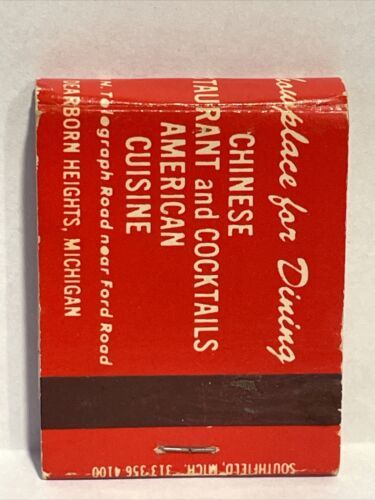 howplace for Dining
CHINESE
TAURANT and COCKTAILS
AMERICAN
CUISINE
N. Telegraph Road near Ford Road
DEARBORN HEIGHTS, MICHIGAN
SOUTHFIELD, MICH. 313-356 4100